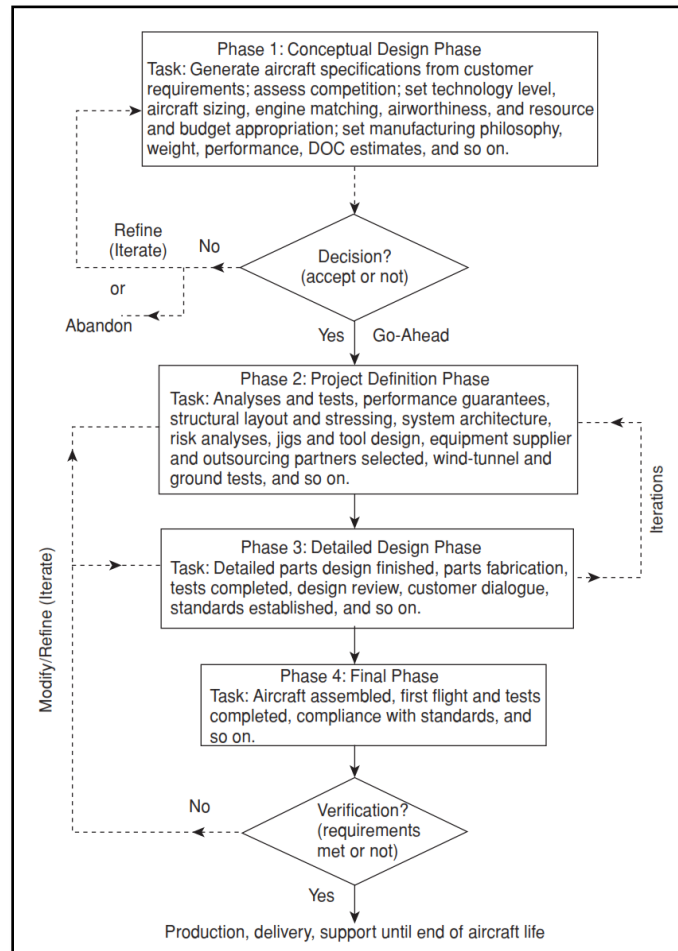 Phase 1: Conceptual Design Phase
Task: Generate aircraft specifications from customer
requirements; assess competition; set technology level,
aircraft sizing, engine matching, airworthiness, and resource
and budget appropriation; set manufacturing philosophy,
weight, performance, DOC estimates, and so on.
Refine
(Iterate)
No
or
Abandon
Decision?
(accept or not)
Yes
Go-Ahead
Phase 2: Project Definition Phase
Task: Analyses and tests, performance guarantees,
structural layout and stressing, system architecture,
risk analyses, jigs and tool design, equipment supplier
and outsourcing partners selected, wind-tunnel and
ground tests, and so on.
Iterations
Phase 3: Detailed Design Phase
Task: Detailed parts design finished, parts fabrication,
tests completed, design review, customer dialogue,
standards established, and so on.
Modify/Refine (Iterate)
Phase 4: Final Phase
Task: Aircraft assembled, first flight and tests
completed, compliance with standards, and
so on.
No
Verification?
(requirements
met or not)
Yes
Production, delivery, support until end of aircraft life